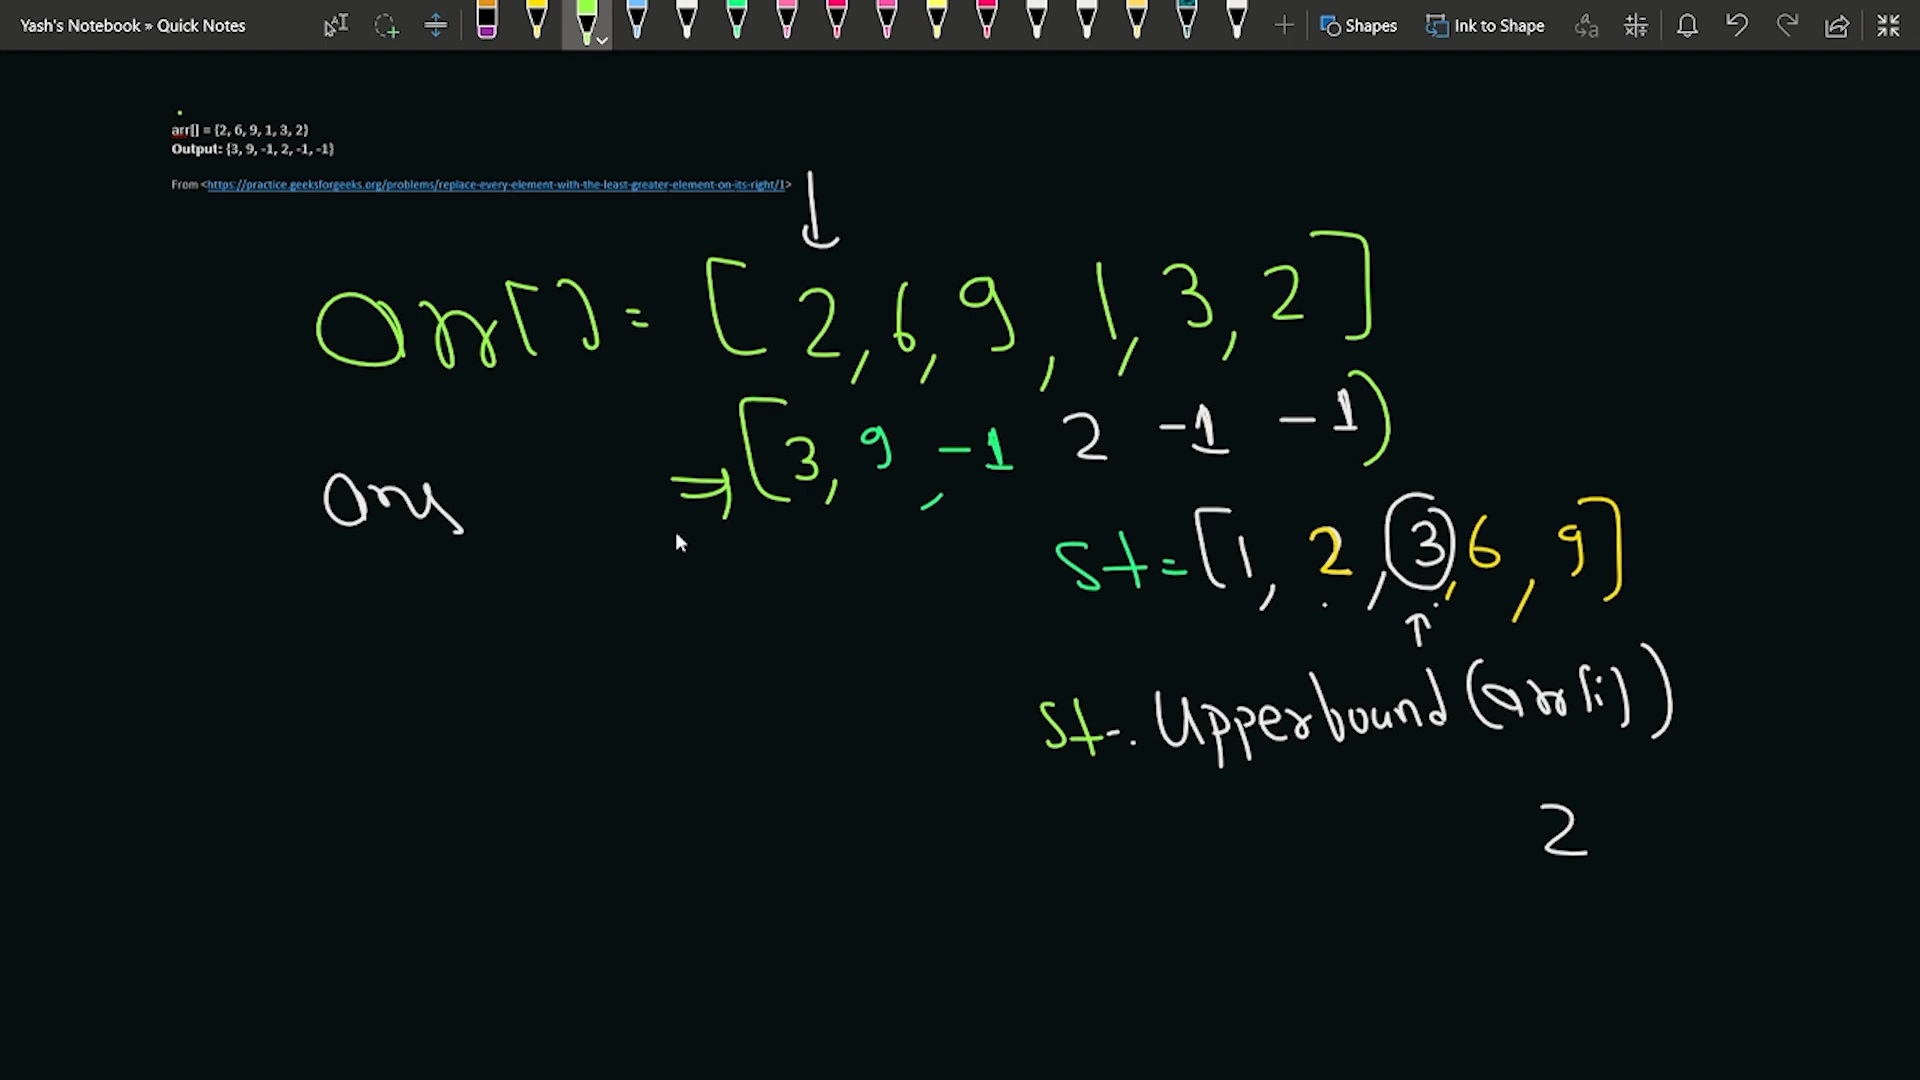 Yash's Notebook » Quick Notes
Shapes
Ink to Shape
arr[] = {2, 6, 9, 1, 3, 2}
Output: {3, 9, -1, 2, -1, -1}
From <https://practice.geeksforgeeks.org/problems/replace-every-element-with-the-least-greater-element-on-its-right/1>
arr[] = [2, 6, 9, 1, 3, 2]
⇒ [3, 9 -1, 2 -1 -1)
ans
st = [1, 2, 3, 6, 9]
↑
st-. Upperbound(arr[i])
2